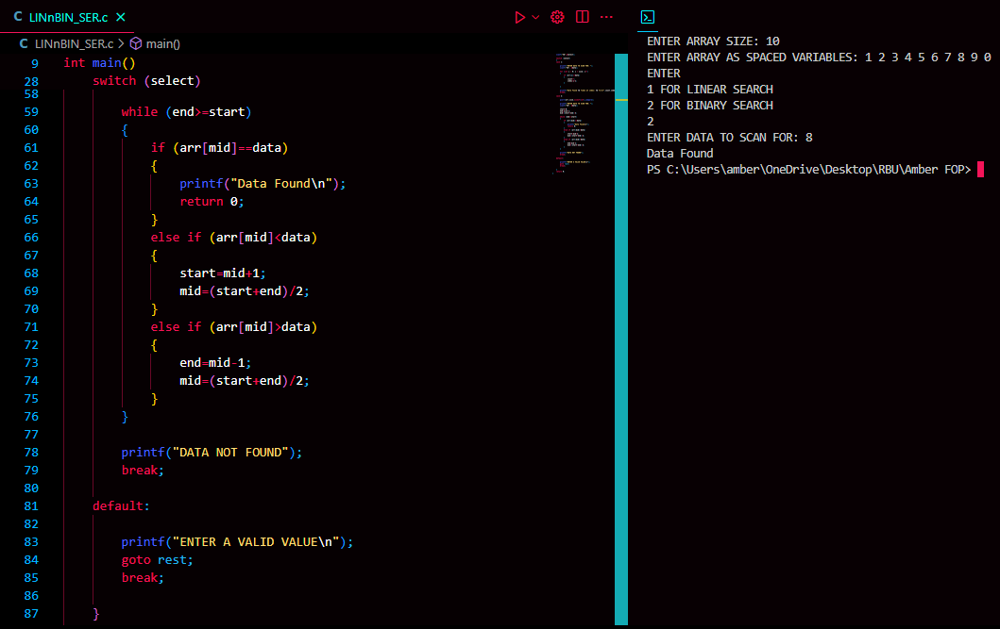 C LINnBIN_SER.c ×
C LINnBIN_SER.c > main()
9 int main()
28 switch (select)
58
59 while (end>=start)
60 {
61 if (arr[mid]==data)
62 {
63 printf("Data Found\n");
64 return 0;
65 }
66 else if (arr[mid]<data)
67 {
68 start=mid+1;
69 mid=(start+end)/2;
70 }
71 else if (arr[mid]>data)
72 {
73 end=mid-1;
74 mid=(start+end)/2;
75 }
76 }
77
78 printf("DATA NOT FOUND");
79 break;
80
81 default:
82
83 printf("ENTER A VALID VALUE\n");
84 goto rest;
85 break;
86
87 }
ENTER ARRAY SIZE: 10
ENTER ARRAY AS SPACED VARIABLES: 1 2 3 4 5 6 7 8 9 0
ENTER
1 FOR LINEAR SEARCH
2 FOR BINARY SEARCH
2
ENTER DATA TO SCAN FOR: 8
Data Found
PS C:\Users\amber\OneDrive\Desktop\RBU\Amber FOP>